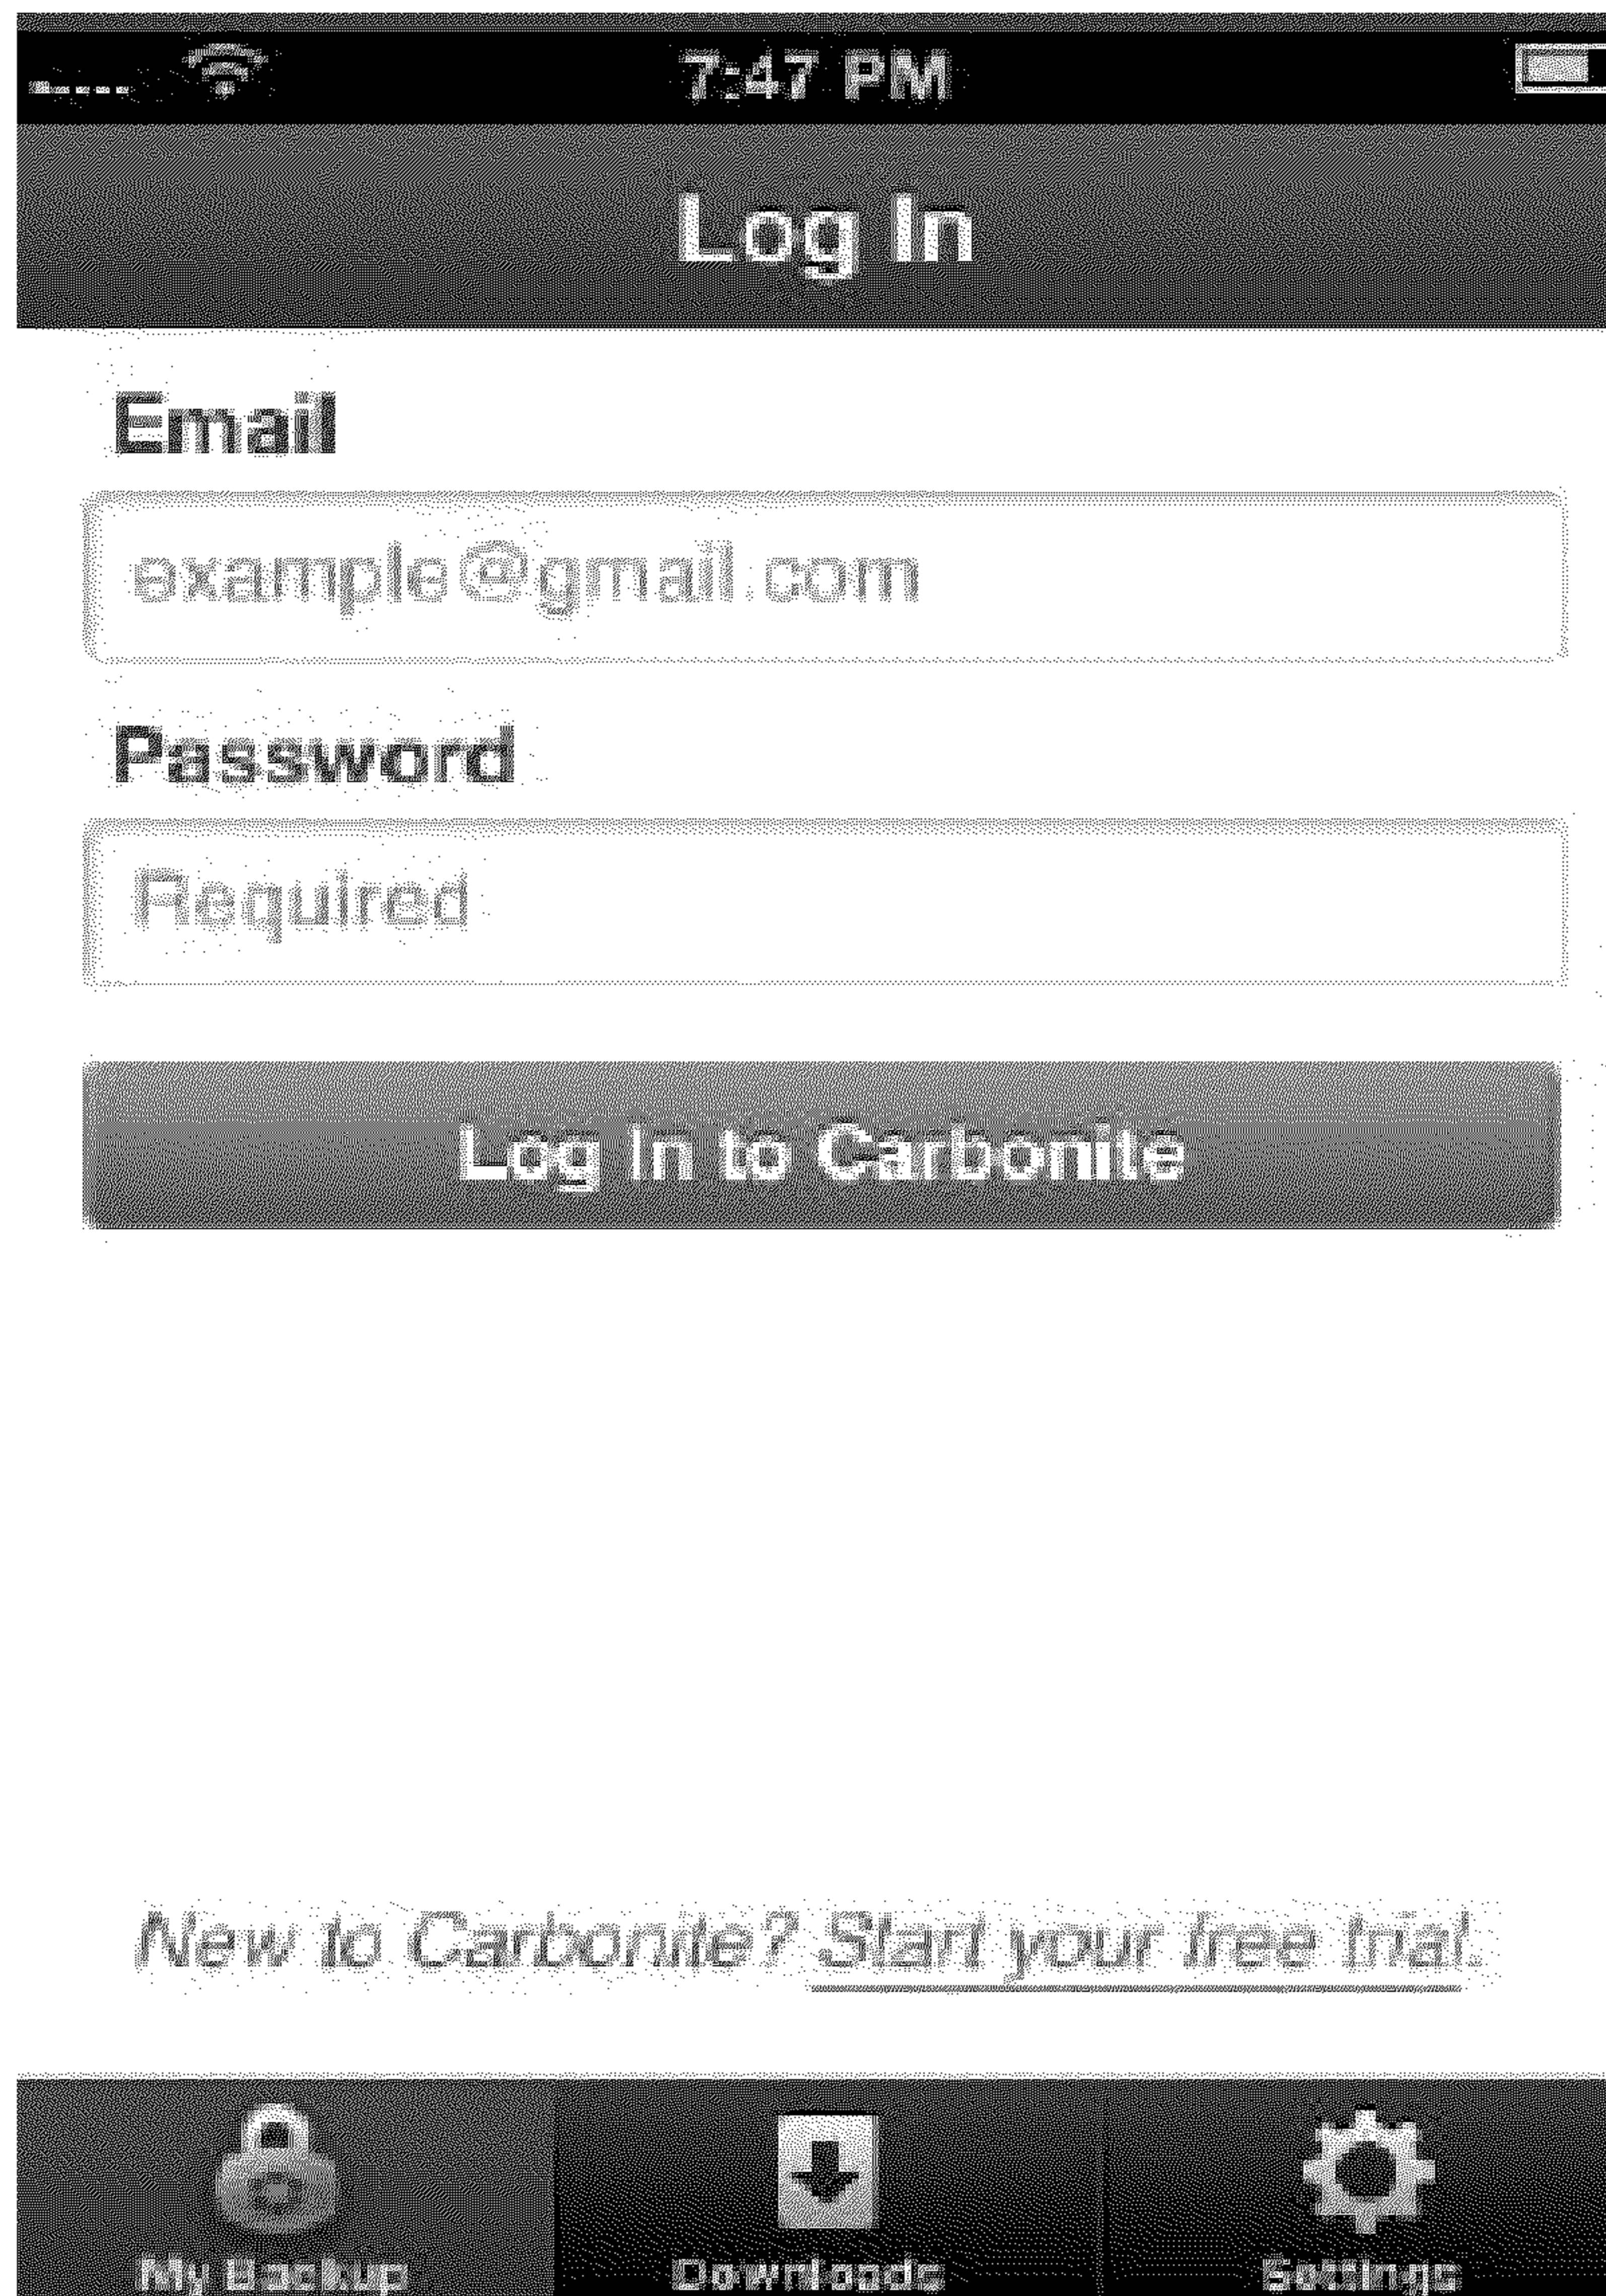 7:47 PM
Log In
Email
example@gmail.com
Password
Required
Log In to Carbonite
New to Carbonite? Start your free trial.
My Backup Downloads Settings